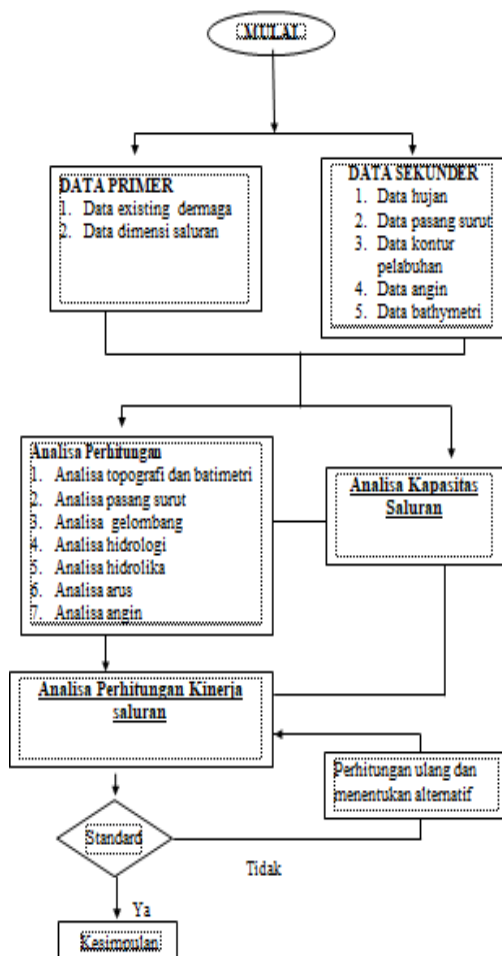 MULAI
DATA PRIMER
1. Data existing dermaga
2. Data dimensi saluran
DATA SEKUNDER
1. Data hujan
2. Data pasang surut
3. Data kontur
pelabuhan
4. Data angin
5. Data bathymetri
Analisa Perhitungan
1. Analisa topografi dan batimetri
2. Analisa pasang surut
3. Analisa gelombang
4. Analisa hidrologi
5. Analisa hidrolika
6. Analisa arus
7. Analisa angin
Analisa Kapasitas
Saluran
Analisa Perhitungan Kinerja
saluran
Perhitungan ulang dan
menentukan alternatif
Standard
Tidak
Ya
Kesimpulan